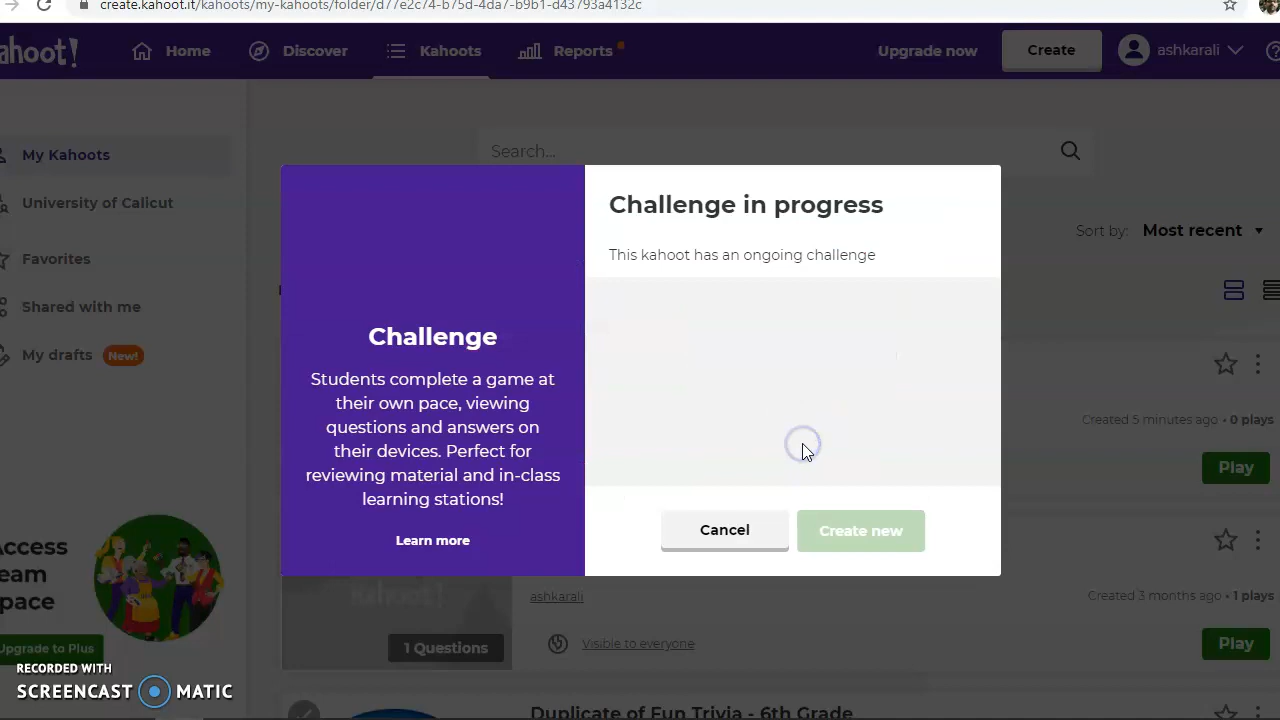 create.kahoot.it/kahoots/my-kahoots/folder/d77e2c74-b75d-4da7-b9b1-d43793a4132c
ahoot!
Home
Discover
Kahoots
Reports
Upgrade now
Create
ashkarali
My Kahoots
University of Calicut
Favorites
Shared with me
My drafts New!
Search...
Sort by: Most recent
Challenge
Students complete a game at
their own pace, viewing
questions and answers on
their devices. Perfect for
reviewing material and in-class
learning stations!
Learn more
Challenge in progress
This kahoot has an ongoing challenge
Cancel
Create new
Created 5 minutes ago • 0 plays
Play
Kahoot!
1 Questions
ashkarali
Visible to everyone
Created 3 months ago • 1 plays
Play
Duplicate of Fun Trivia - 6th Grade
Access
team
space
Upgrade to Plus
RECORDED WITH
SCREENCAST MATIC